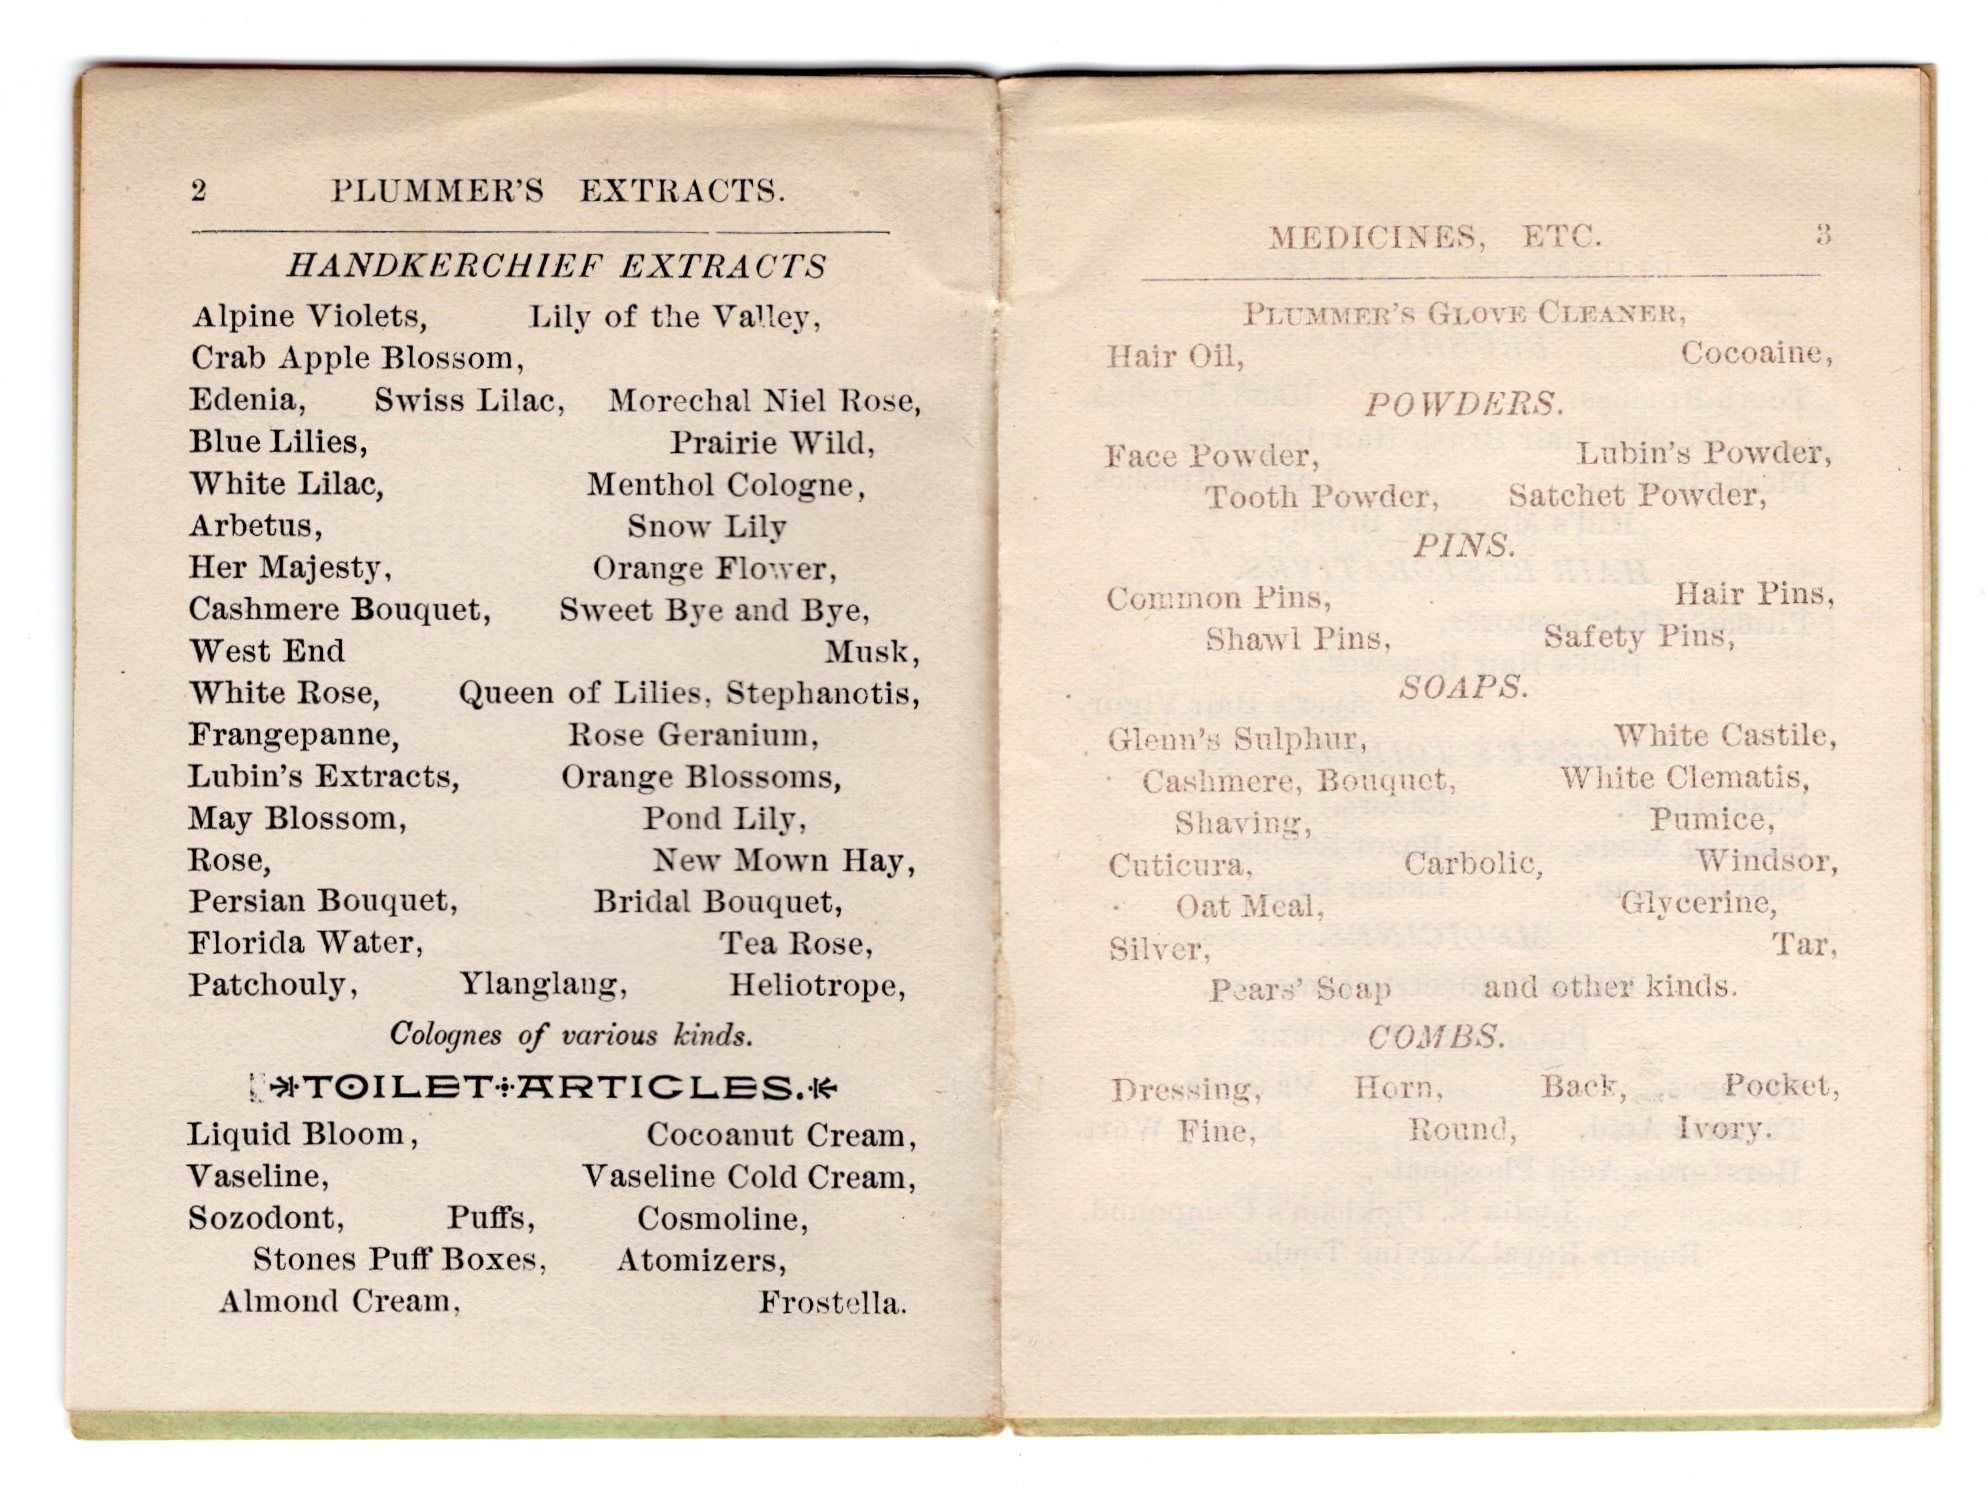 2 PLUMMER'S EXTRACTS.
HANDKERCHIEF EXTRACTS
Alpine Violets, Lily of the Valley,
Crab Apple Blossom,
Edenia, Swiss Lilac, Morechal Niel Rose,
Blue Lilies, Prairie Wild,
White Lilac, Menthol Cologne,
Arbetus, Snow Lily
Her Majesty, Orange Flower,
Cashmere Bouquet, Sweet Bye and Bye,
West End Musk,
White Rose, Queen of Lilies, Stephanotis,
Frangepanne, Rose Geranium,
Lubin's Extracts, Orange Blossoms,
May Blossom, Pond Lily,
Rose, New Mown Hay,
Persian Bouquet, Bridal Bouquet,
Florida Water, Tea Rose,
Patchouly, Ylanglang, Heliotrope,
Colognes of various kinds.
TOILET ARTICLES.
Liquid Bloom, Cocoanut Cream,
Vaseline, Vaseline Cold Cream,
Sozodont, Puffs, Cosmoline,
Stones Puff Boxes, Atomizers,
Almond Cream, Frostella.
MEDICINES, ETC. 3
PLUMMER'S GLOVE CLEANER,
Hair Oil, Cocoaine,
POWDERS.
Face Powder, Lubin's Powder,
Tooth Powder, Satchet Powder,
PINS.
Common Pins, Hair Pins,
Shawl Pins, Safety Pins,
SOAPS.
Glenn's Sulphur, White Castile,
Cashmere, Bouquet, White Clematis,
Shaving, Pumice,
Cuticura, Carbolic, Windsor,
Oat Meal, Glycerine,
Silver, Tar,
Pears' Soap and other kinds.
COMBS.
Dressing, Horn, Back, Pocket,
Fine, Round, Ivory.